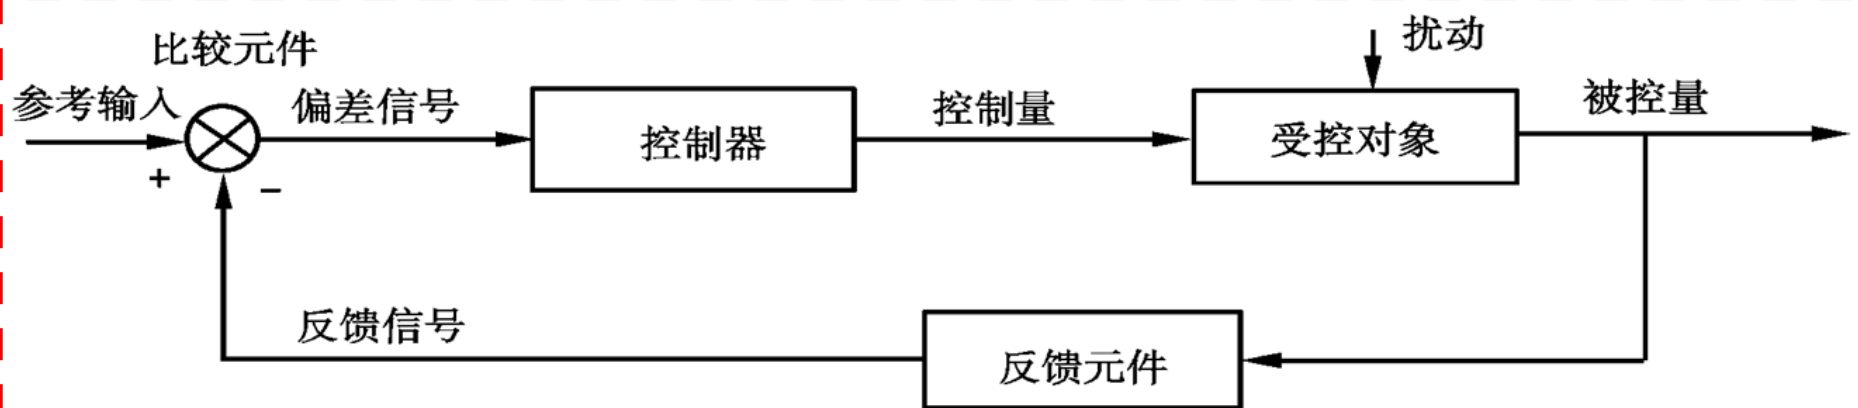 比较元件
扰动
参考输入
偏差信号
控制器
控制量
受控对象
被控量
+
−
反馈信号
反馈元件